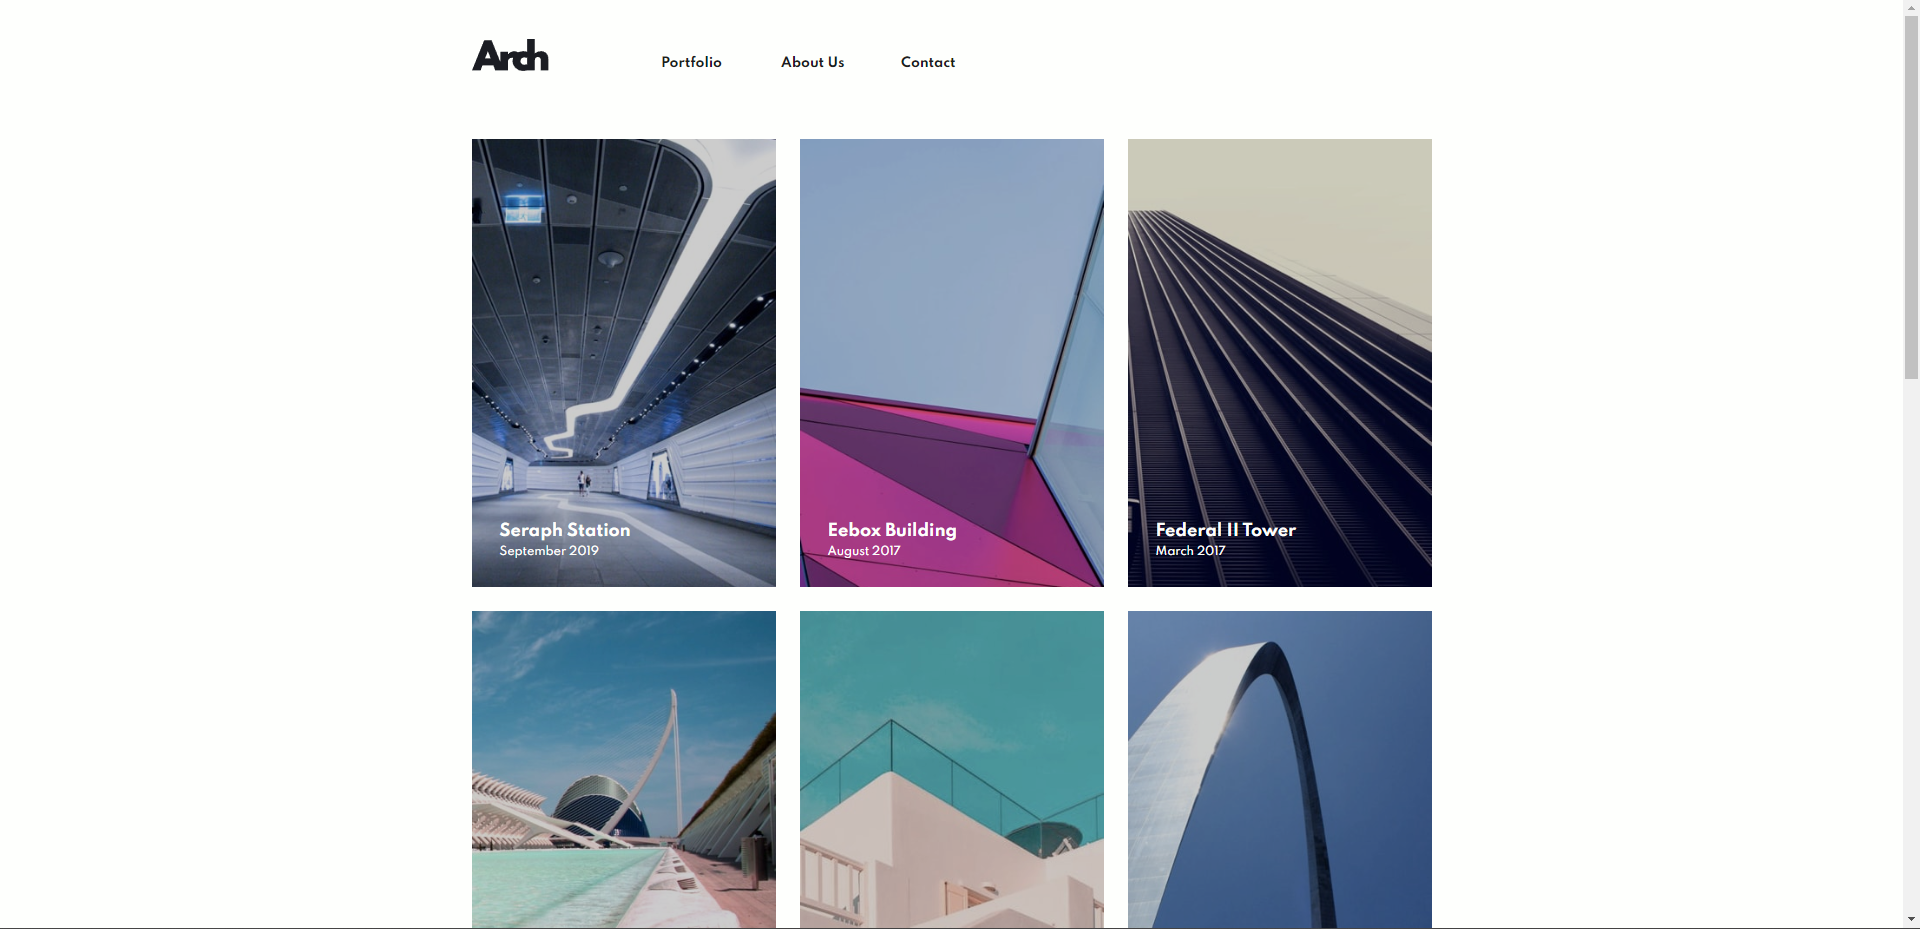 Arch
Portfolio
About Us
Contact
Seraph Station
September 2019
Eebox Building
August 2017
Federal II Tower
March 2017